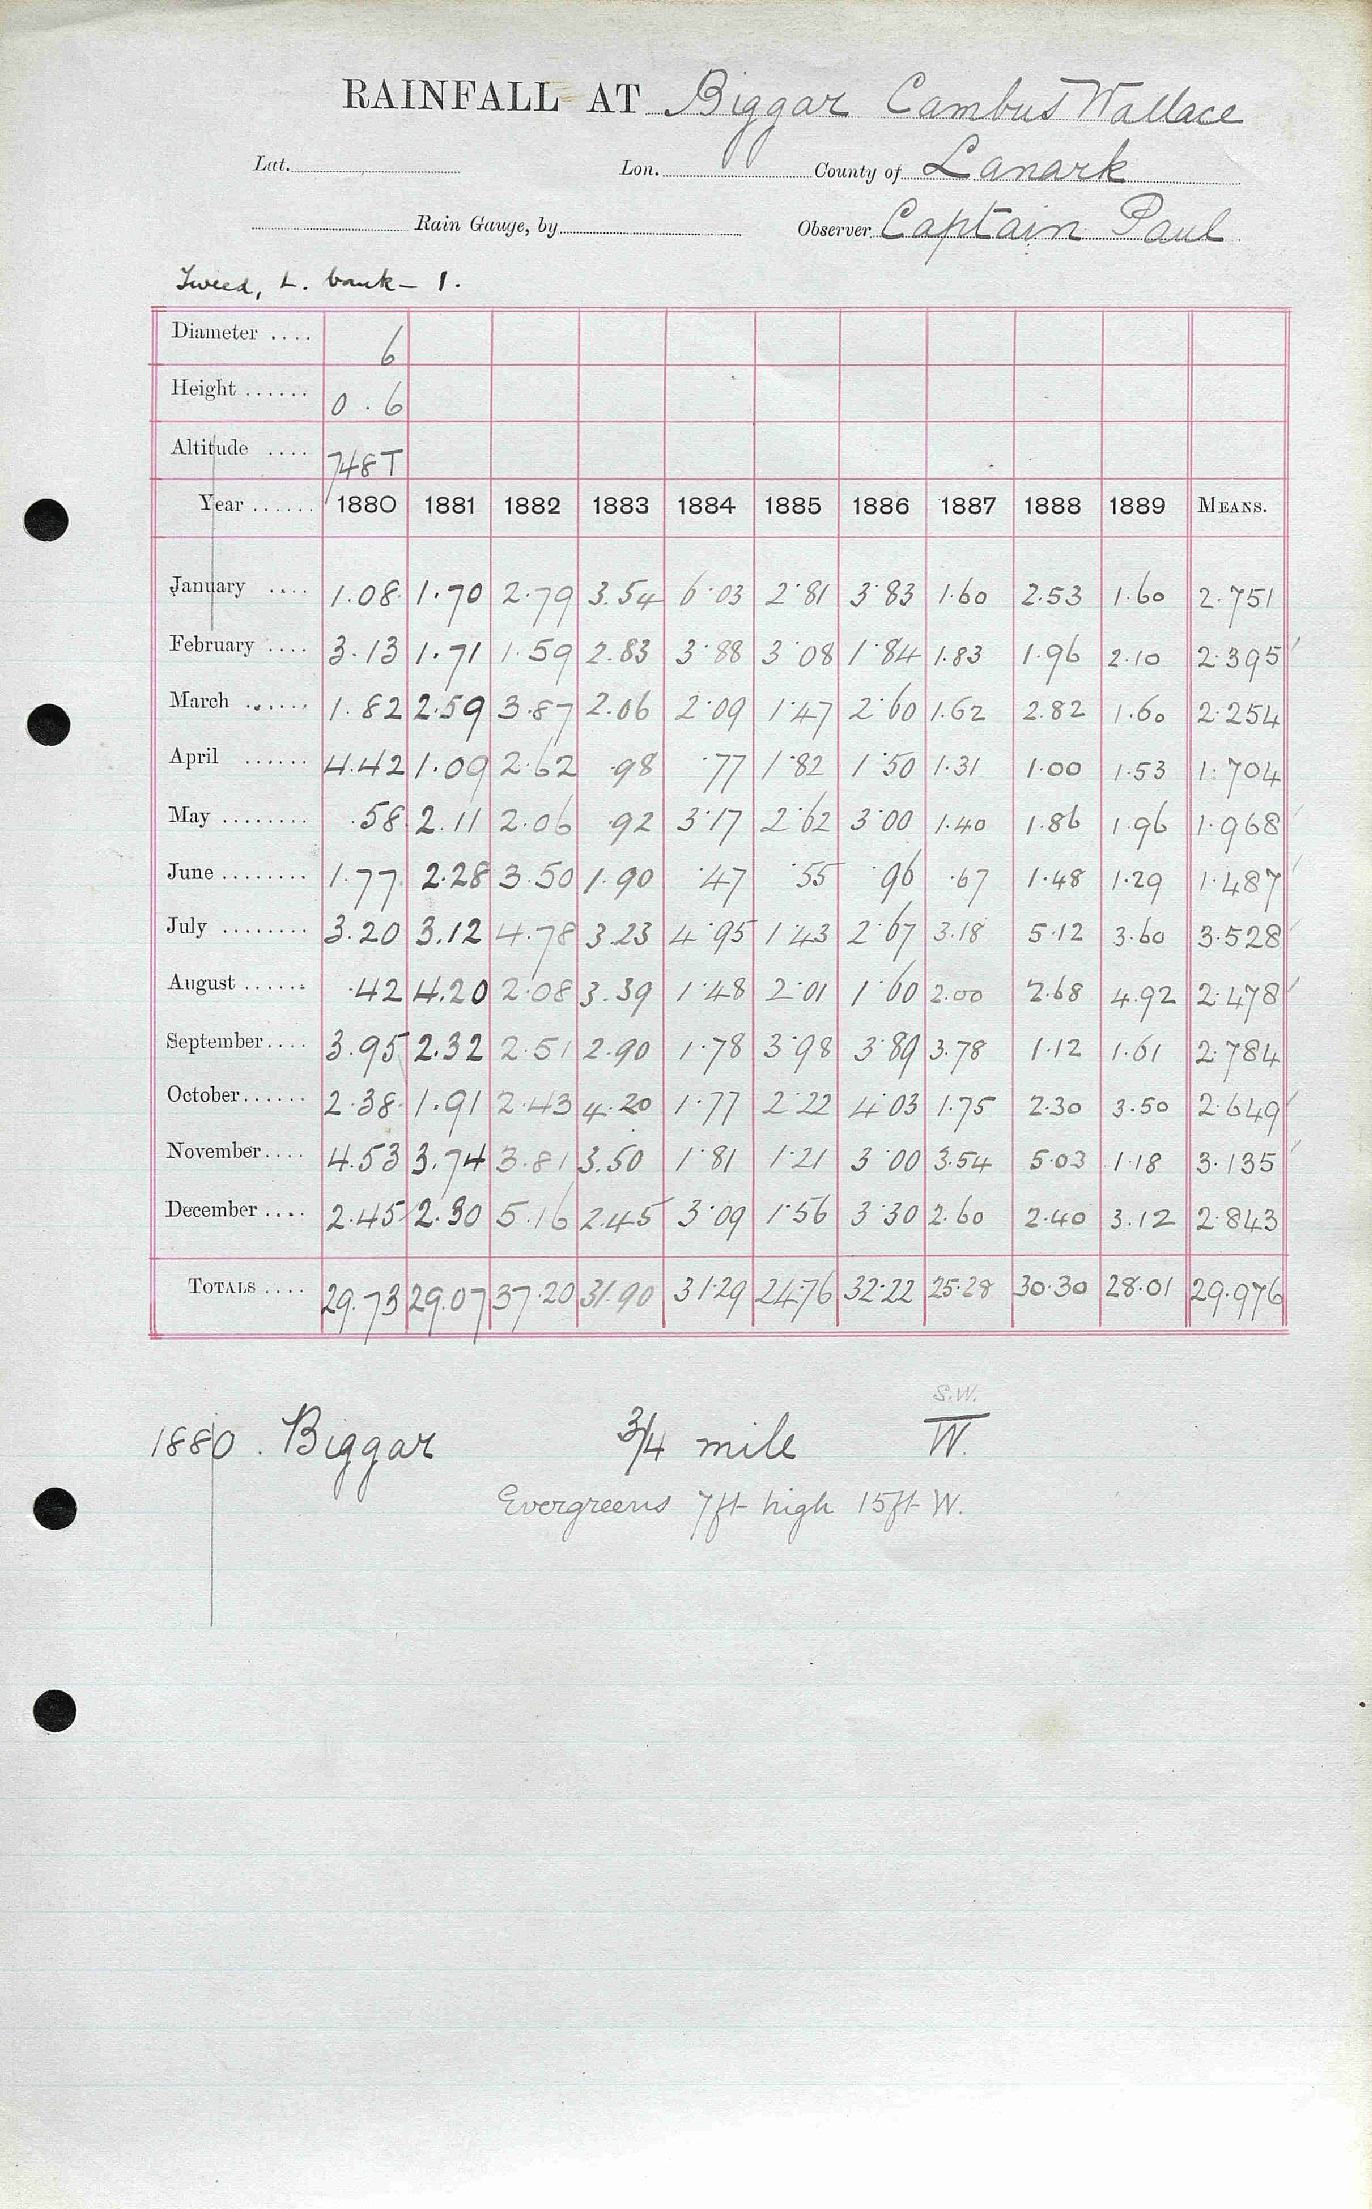 RAINFALL AT Biggar Cambus Wallace
Lat. Lon. County of Lanark
Rain Gauge, by Observer Captain Paul
Tweed, L. bank - 1.
Diameter .... 6
Height ...... 0.6
Altitude .... 748T
Year ...... 1880 1881 1882 1883 1884 1885 1886 1887 1888 1889 MEANS.
January .... 1.08 1.70 2.79 3.54 6.03 2.81 3.83 1.60 2.53 1.60 2.751
February .... 3.13 1.71 1.59 2.83 3.88 3.08 1.84 1.83 1.96 2.10 2.395
March ...... 1.82 2.59 3.87 2.06 2.09 1.47 2.60 1.62 2.82 1.60 2.254
April ...... 4.42 1.09 2.62 .98 .77 1.82 1.50 1.31 1.00 1.53 1.704
May ........ .58 2.11 2.06 .92 3.17 2.62 3.00 1.40 1.86 1.96 1.968
June ........ 1.77 2.28 3.50 1.90 .47 .55 .96 .67 1.48 1.29 1.487
July ........ 3.20 3.12 4.78 3.23 4.95 1.43 2.67 3.18 5.12 3.60 3.528
August ...... .42 4.20 2.08 3.39 1.48 2.01 1.60 2.00 2.68 4.92 2.478
September.... 3.95 2.32 2.51 2.90 1.78 3.98 3.89 3.78 1.12 1.61 2.784
October...... 2.38 1.91 2.43 4.20 1.77 2.22 4.03 1.75 2.30 3.50 2.649
November.... 4.53 3.74 3.81 3.50 1.81 1.21 3.00 3.54 5.03 1.18 3.135
December .... 2.45 2.30 5.16 2.45 3.09 1.56 3.30 2.60 2.40 3.12 2.843
TOTALS .... 29.73 29.07 37.20 31.90 31.29 24.76 32.22 25.28 30.30 28.01 29.976
S.W.
1880. Biggar 3/4 mile W.
Evergreens 7ft high 15ft W.